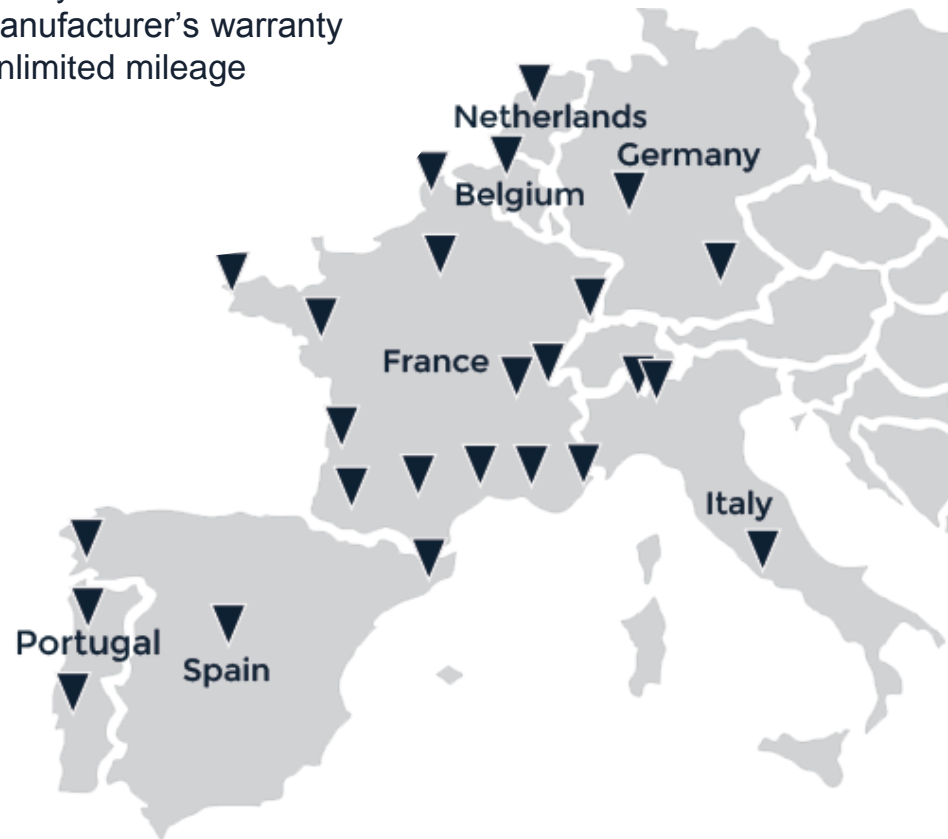 anufacturer’s warranty
nlimited mileage
Netherlands
Germany
Belgium
France
Italy
Portugal
Spain